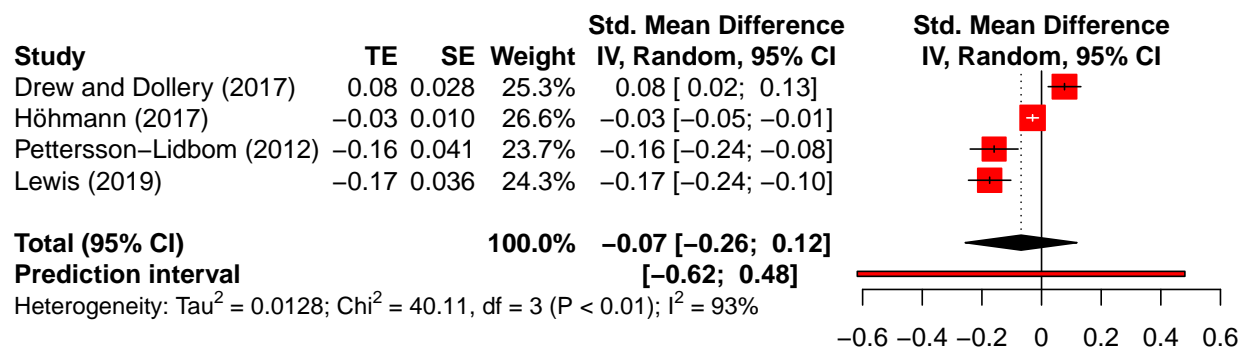 Std. Mean Difference Std. Mean Difference
Study TE SE Weight IV, Random, 95% CI IV, Random, 95% CI
Drew and Dollery (2017) 0.08 0.028 25.3% 0.08 [ 0.02; 0.13]
Höhmann (2017) −0.03 0.010 26.6% −0.03 [−0.05; −0.01]
Pettersson−Lidbom (2012) −0.16 0.041 23.7% −0.16 [−0.24; −0.08]
Lewis (2019) −0.17 0.036 24.3% −0.17 [−0.24; −0.10]
Total (95% CI) 100.0% −0.07 [−0.26; 0.12]
Prediction interval [−0.62; 0.48]
Heterogeneity: Tau² = 0.0128; Chi² = 40.11, df = 3 (P < 0.01); I² = 93%
−0.6 −0.4 −0.2 0 0.2 0.4 0.6